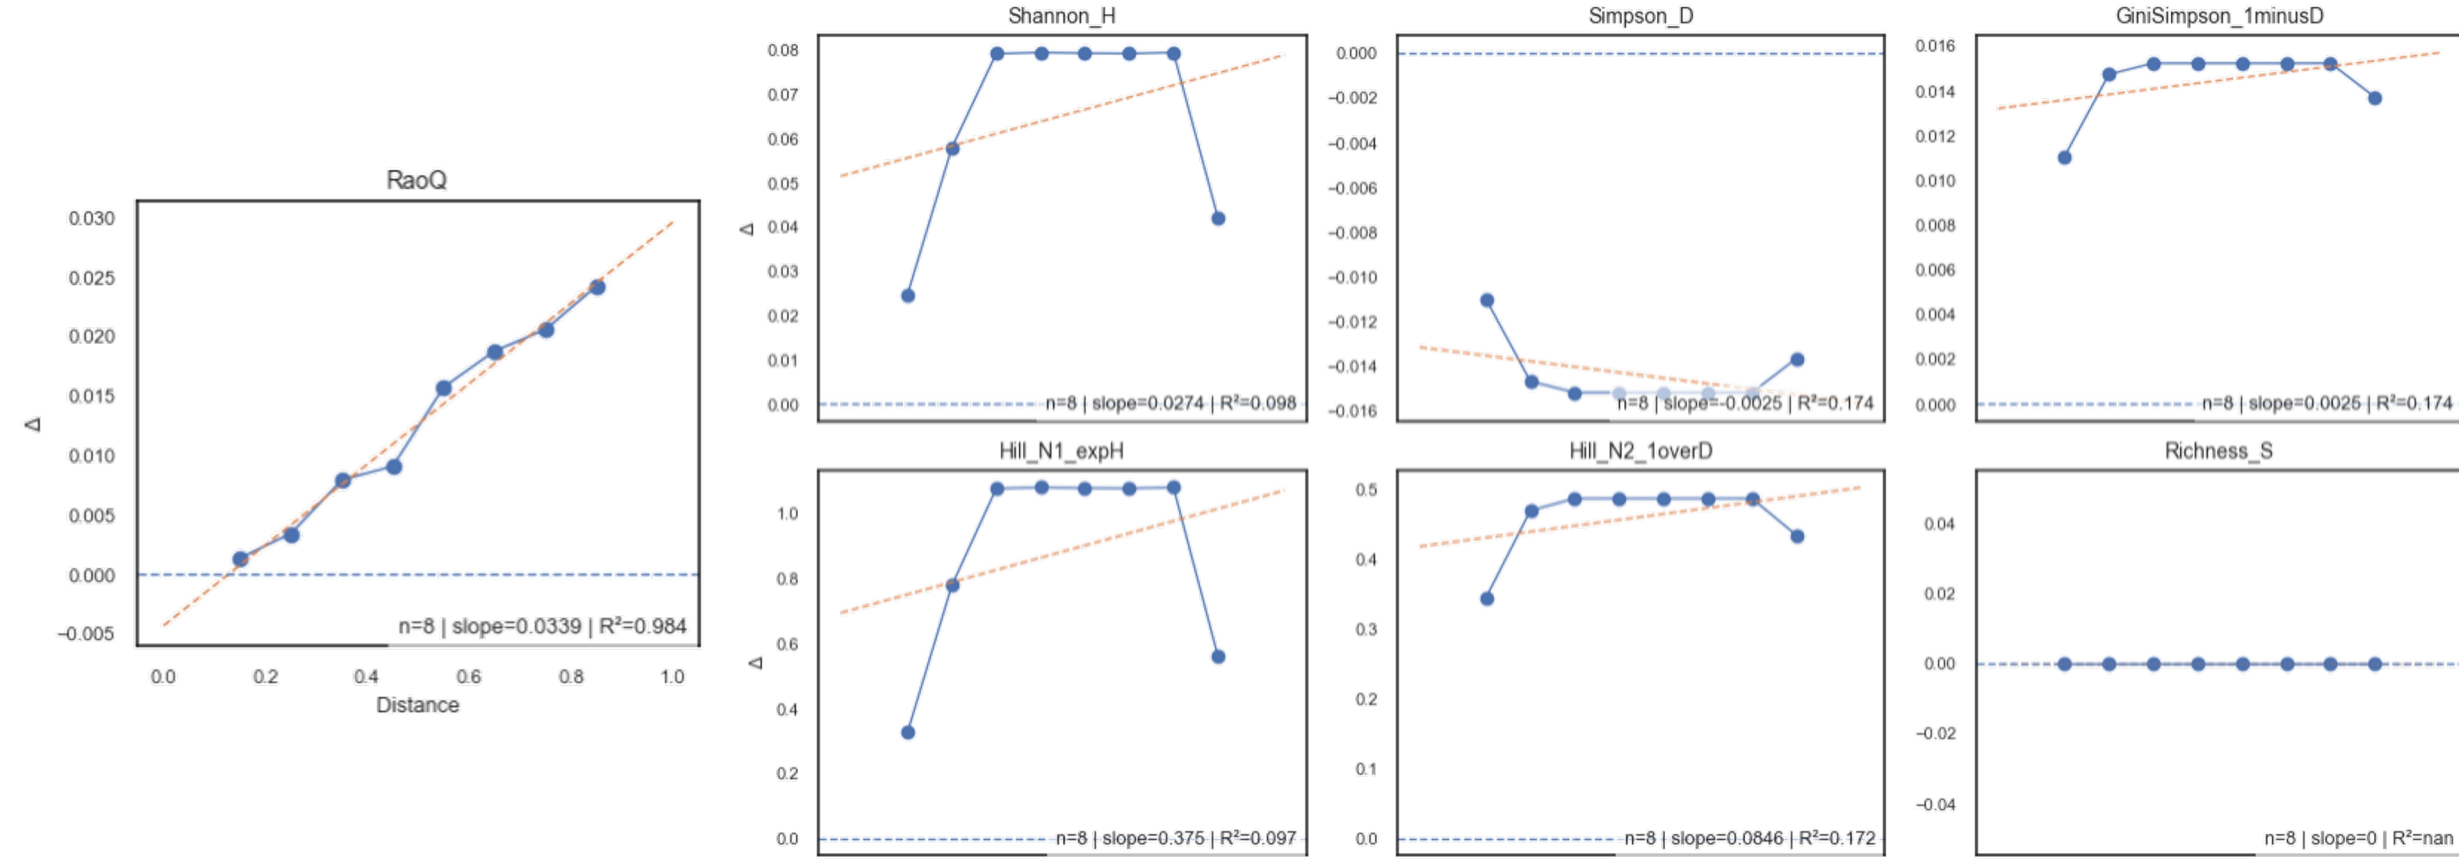 RaoQ
0.030
0.025
0.020
0.015
0.010
0.005
0.000
−0.005
Δ
n=8 | slope=0.0339 | R²=0.984
0.0 0.2 0.4 0.6 0.8 1.0
Distance
Shannon_H
0.08
0.07
0.06
0.05
0.04
0.03
0.02
0.01
0.00
Δ
n=8 | slope=0.0274 | R²=0.098
Simpson_D
0.000
−0.002
−0.004
−0.006
−0.008
−0.010
−0.012
−0.014
−0.016
n=8 | slope=-0.0025 | R²=0.174
GiniSimpson_1minusD
0.016
0.014
0.012
0.010
0.008
0.006
0.004
0.002
0.000
n=8 | slope=0.0025 | R²=0.174
Hill_N1_expH
1.0
0.8
0.6
0.4
0.2
0.0
Δ
n=8 | slope=0.375 | R²=0.097
Hill_N2_1overD
0.5
0.4
0.3
0.2
0.1
0.0
n=8 | slope=0.0846 | R²=0.172
Richness_S
0.04
0.02
0.00
−0.02
−0.04
n=8 | slope=0 | R²=nan